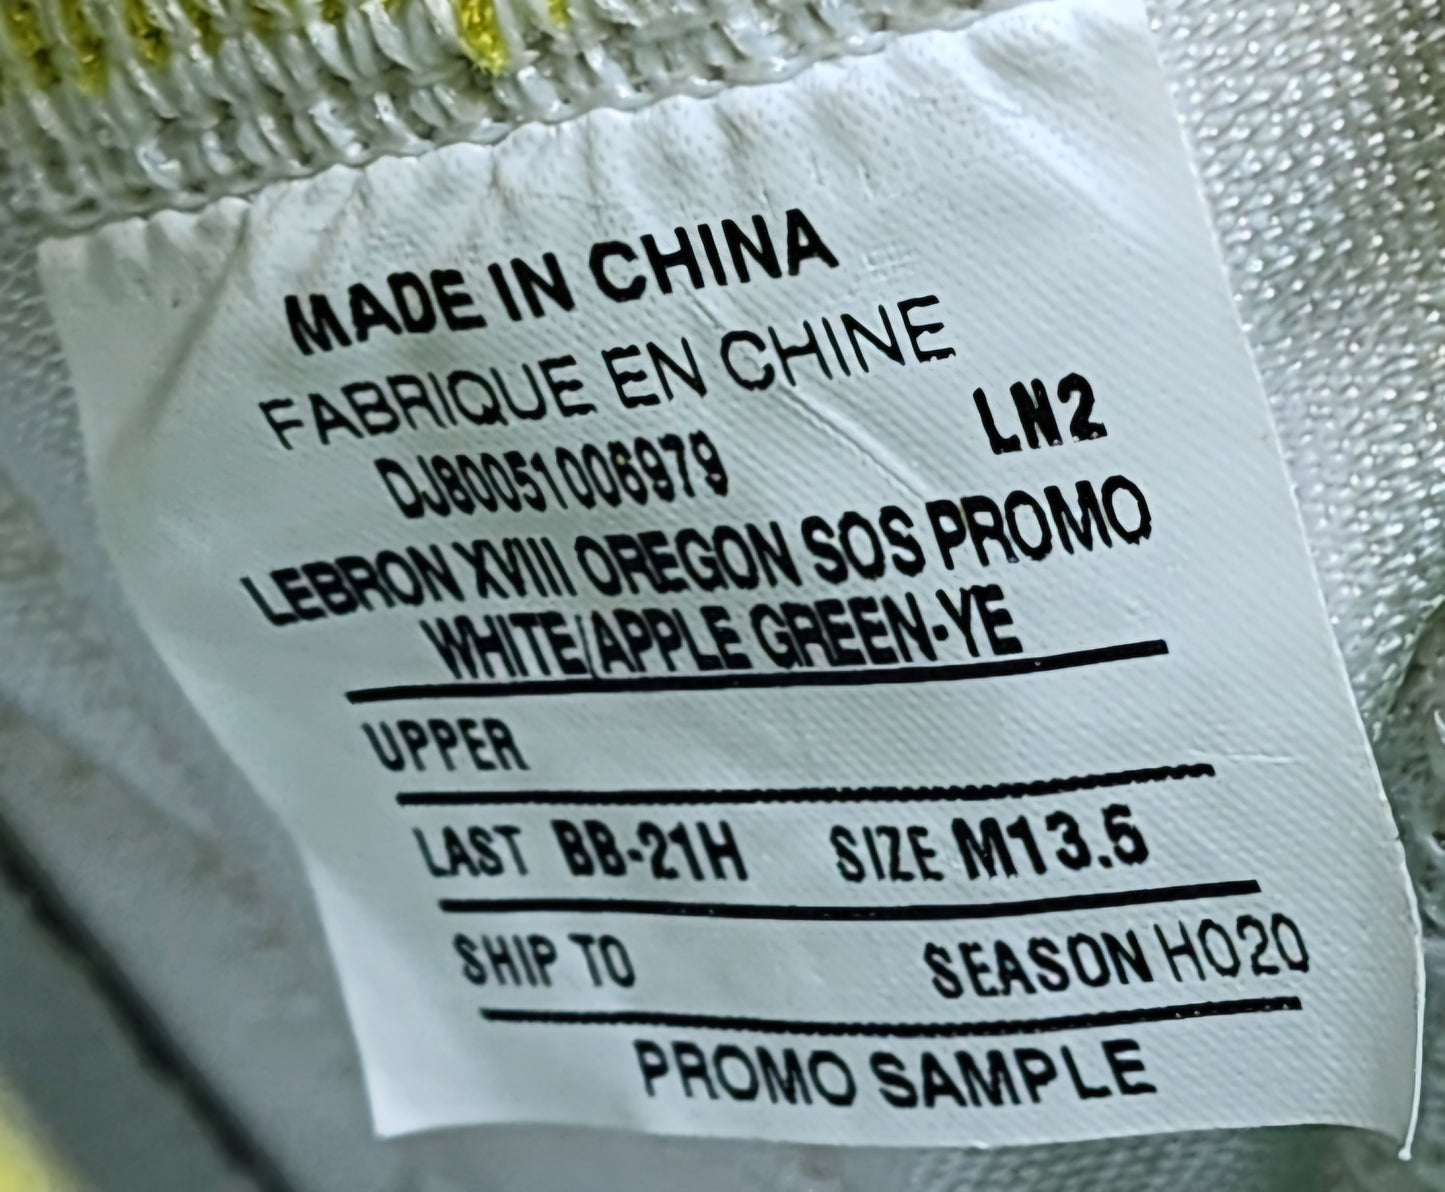 MADE IN CHINA
FABRIQUE EN CHINE
LN2
DJ80051006979
LEBRON XVIII OREGON SOS PROMO
WHITE/APPLE GREEN-YE
UPPER
LAST BB-21H SIZE M13.5
SHIP TO SEASON HO20
PROMO SAMPLE